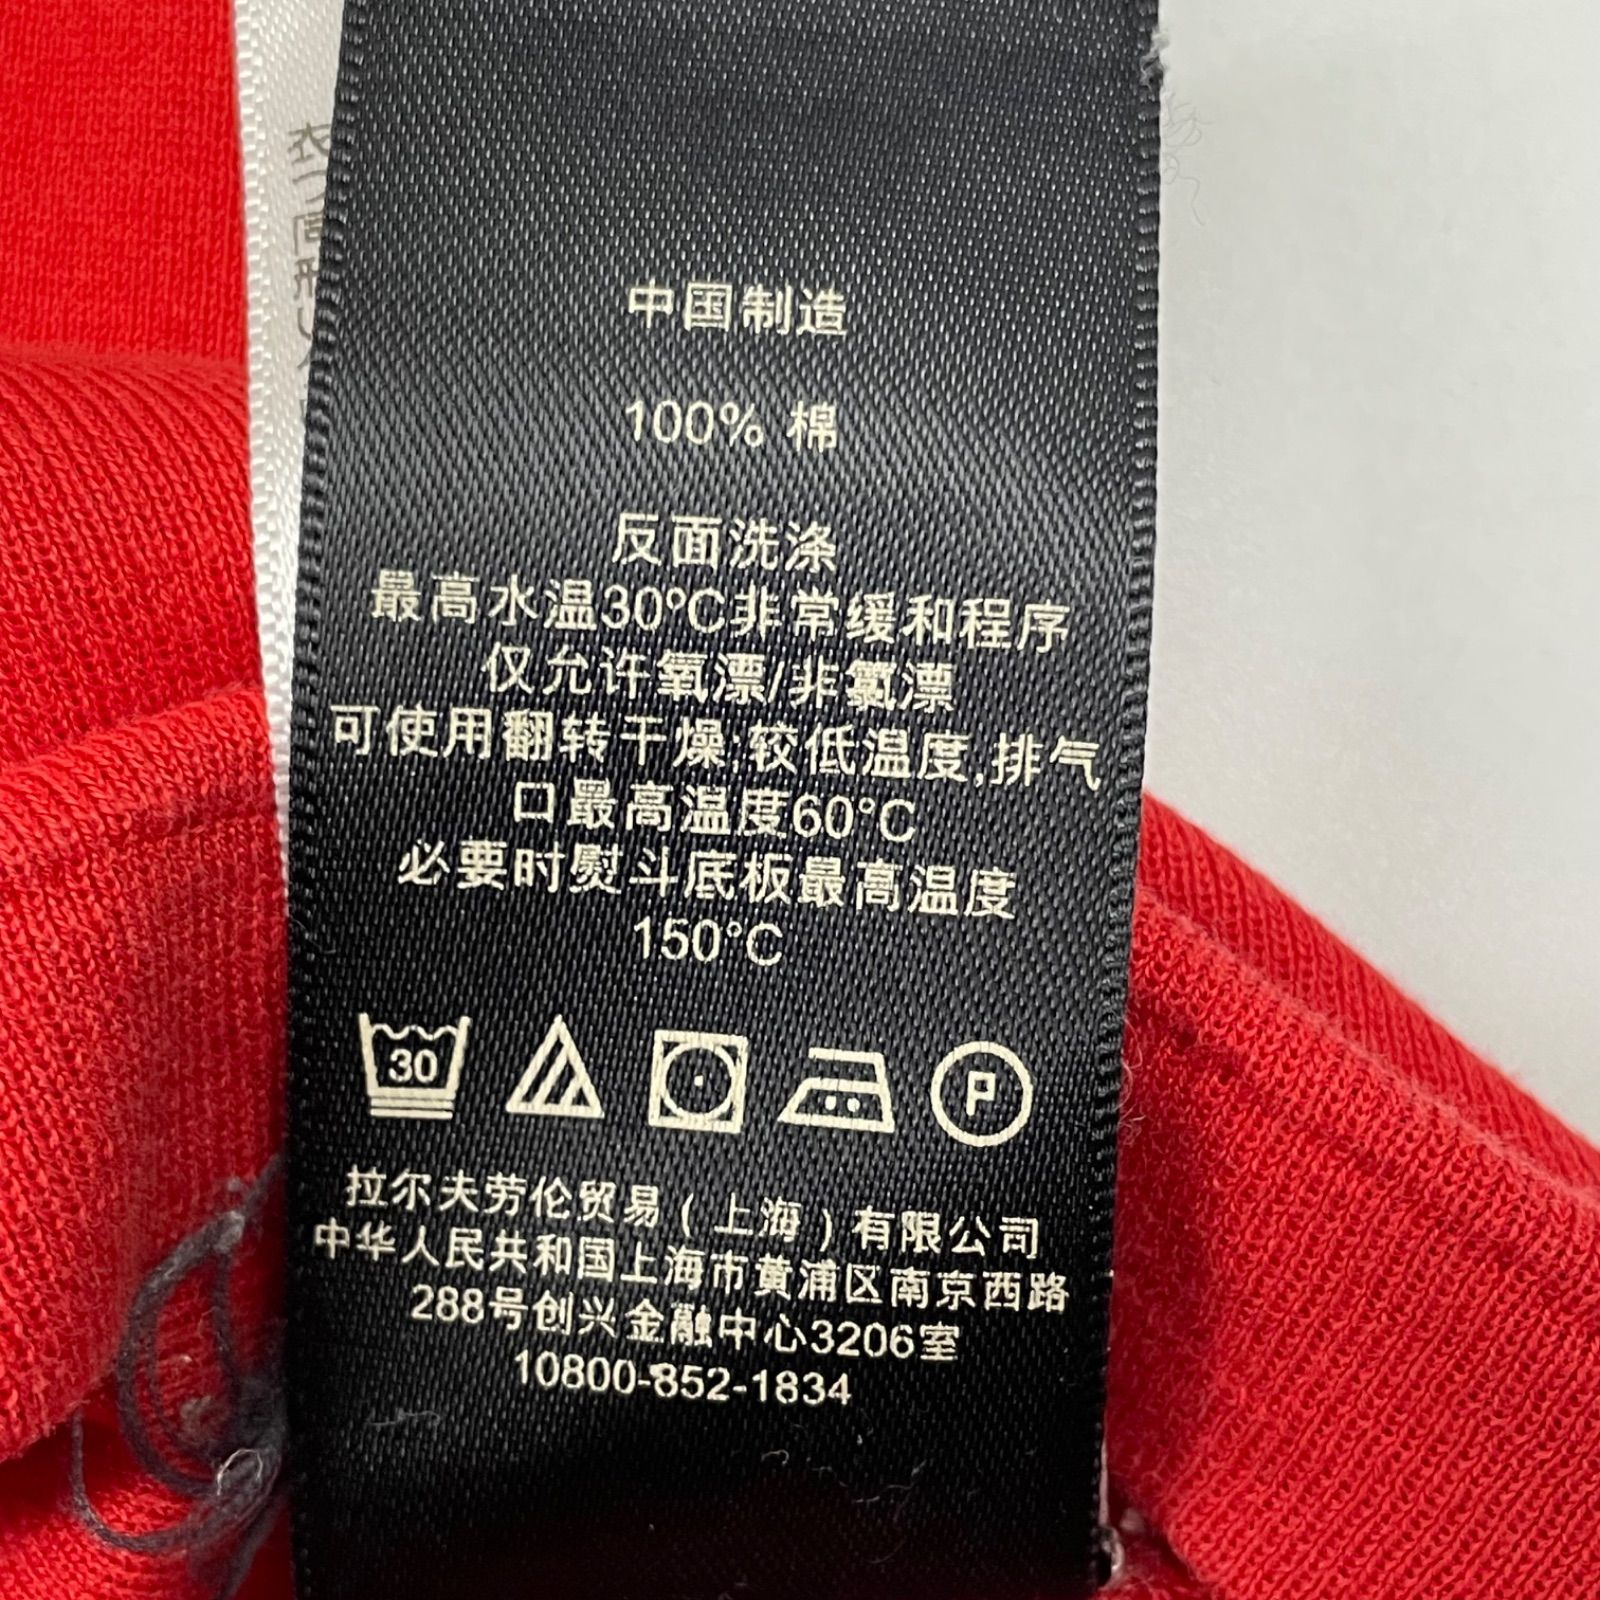 中国制造
100% 棉
反面洗涤
最高水温30°C非常缓和程序
仅允许氧漂/非氯漂
可使用翻转干燥;较低温度,排气
口最高温度60°C
必要时熨斗底板最高温度
150°C
30
P
拉尔夫劳伦贸易(上海)有限公司
中华人民共和国上海市黄浦区南京西路
288号创兴金融中心3206室
10800-852-1834